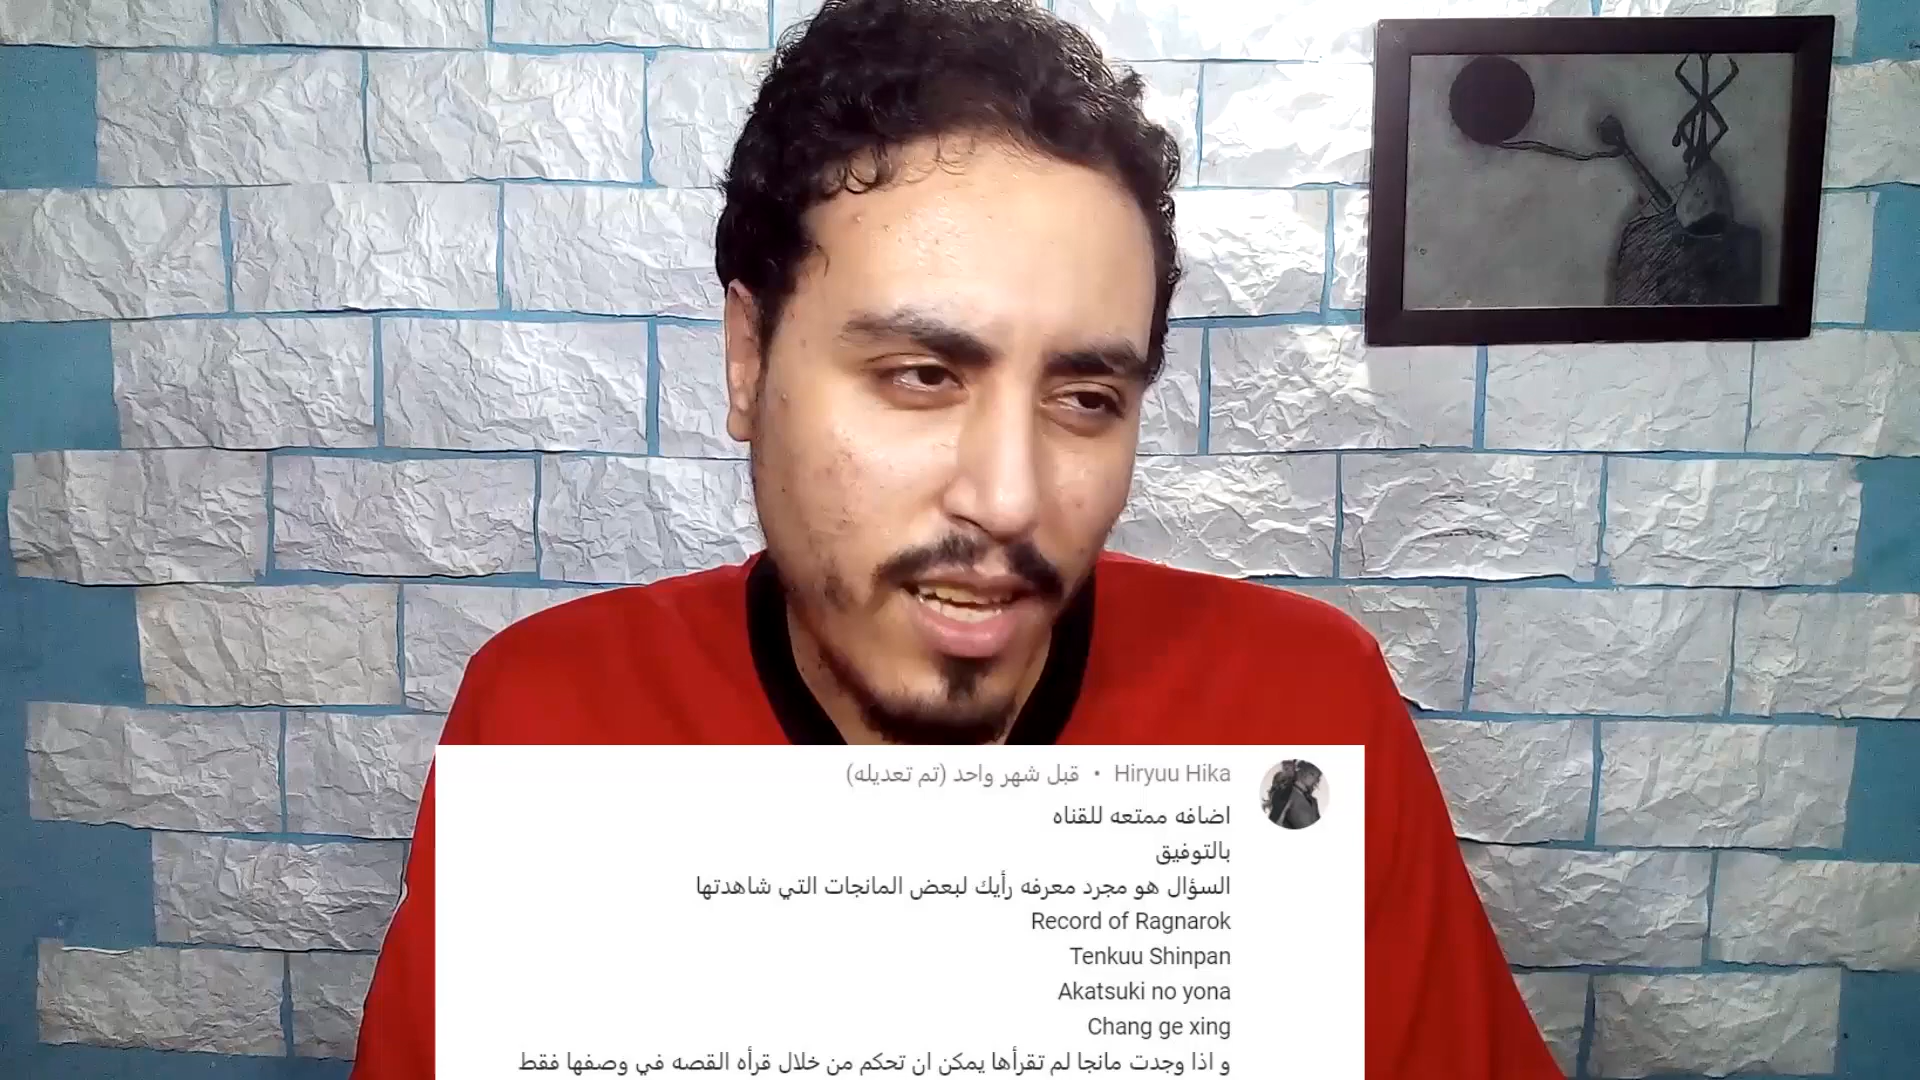 Hiryuu Hika • قبل شهر واحد (تم تعديله)
اضافه ممتعه للقناه
بالتوفيق
السؤال هو مجرد معرفه رأيك لبعض المانجات التي شاهدتها
Record of Ragnarok
Tenkuu Shinpan
Akatsuki no yona
Chang ge xing
و اذا وجدت مانجا لم تقرأها يمكن ان تحكم من خلال قرأه القصه في وصفها فقط